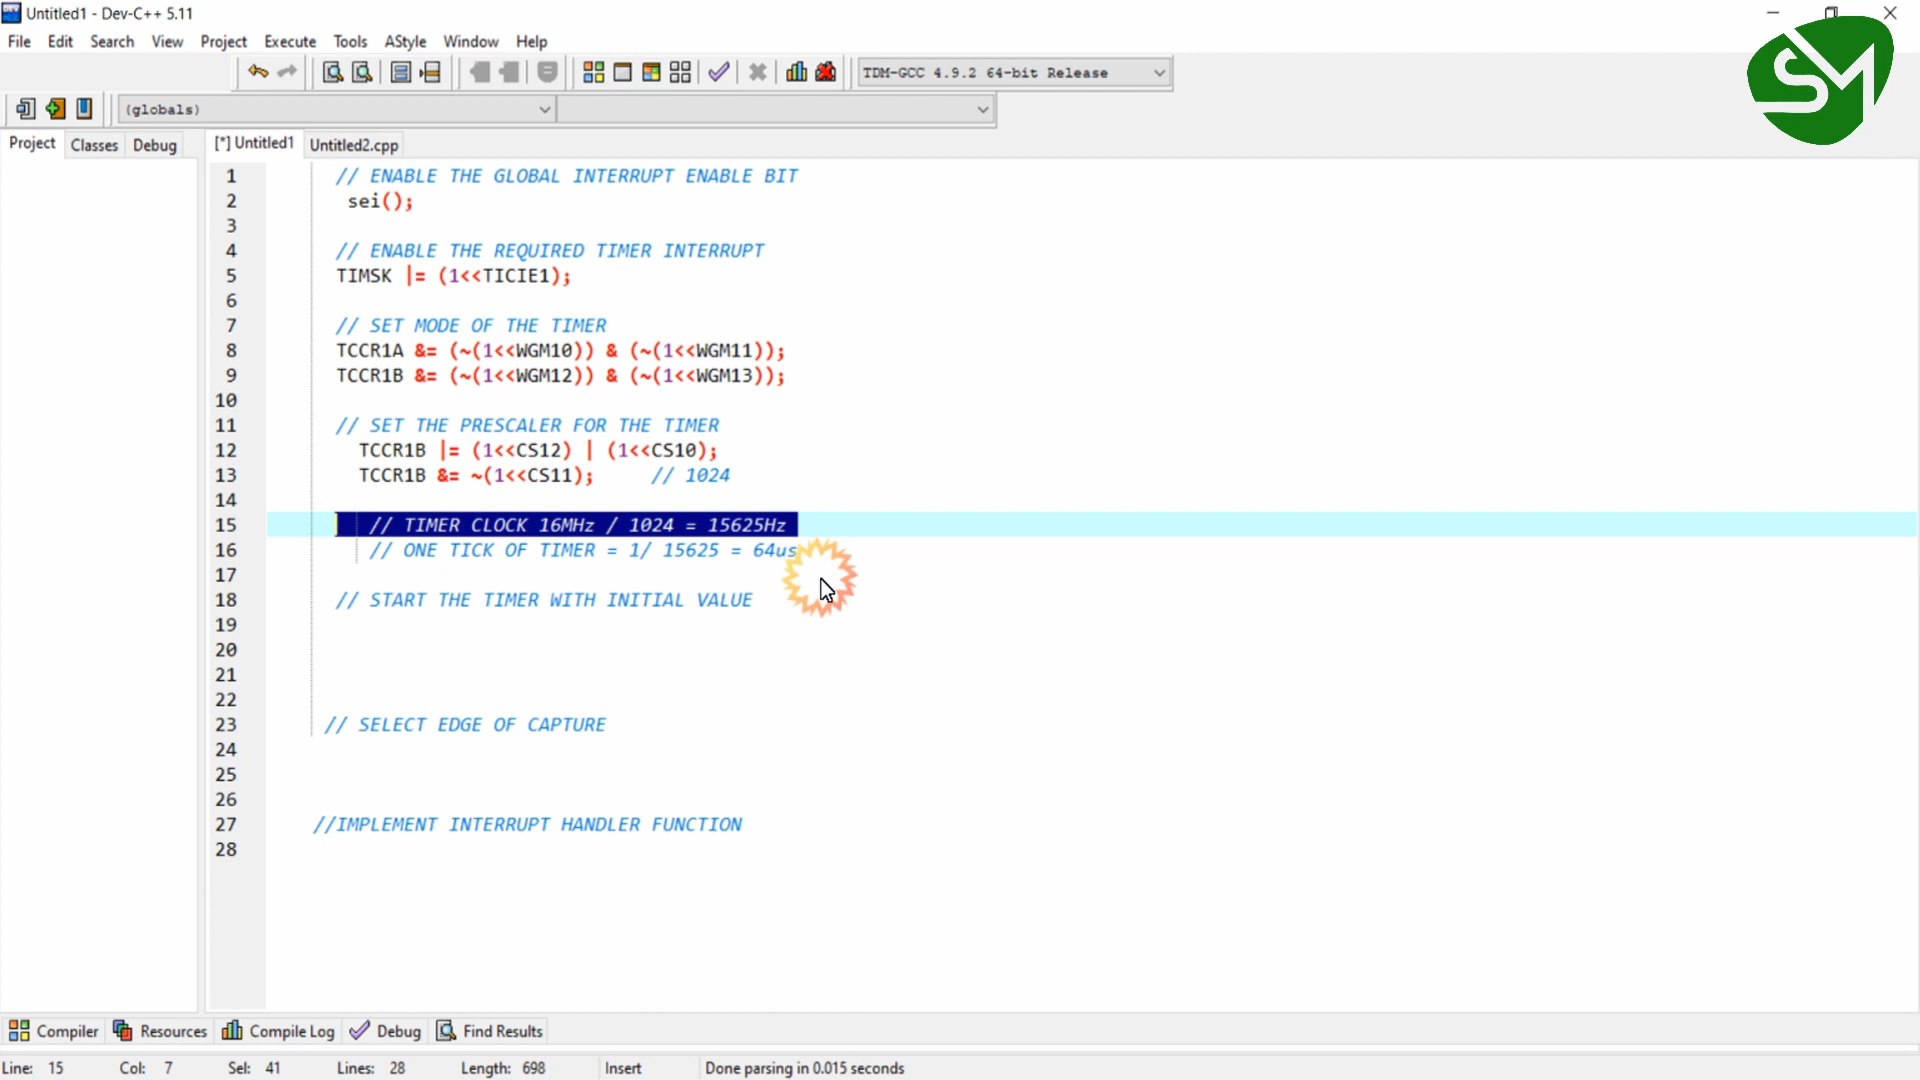 Untitled1 - Dev-C++ 5.11
File Edit Search View Project Execute Tools AStyle Window Help
TDM-GCC 4.9.2 64-bit Release
(globals)
Project Classes Debug [*] Untitled1 Untitled2.cpp
1 // ENABLE THE GLOBAL INTERRUPT ENABLE BIT
2 sei();
3
4 // ENABLE THE REQUIRED TIMER INTERRUPT
5 TIMSK |= (1<<TICIE1);
6
7 // SET MODE OF THE TIMER
8 TCCR1A &= (~(1<<WGM10)) & (~(1<<WGM11));
9 TCCR1B &= (~(1<<WGM12)) & (~(1<<WGM13));
10
11 // SET THE PRESCALER FOR THE TIMER
12 TCCR1B |= (1<<CS12) | (1<<CS10);
13 TCCR1B &= ~(1<<CS11); // 1024
14
15 // TIMER CLOCK 16MHz / 1024 = 15625Hz
16 // ONE TICK OF TIMER = 1/ 15625 = 64us
17
18 // START THE TIMER WITH INITIAL VALUE
19
20
21
22
23 // SELECT EDGE OF CAPTURE
24
25
26
27 //IMPLEMENT INTERRUPT HANDLER FUNCTION
28
Compiler Resources Compile Log Debug Find Results
Line: 15 Col: 7 Sel: 41 Lines: 28 Length: 698 Insert Done parsing in 0.015 seconds
SM